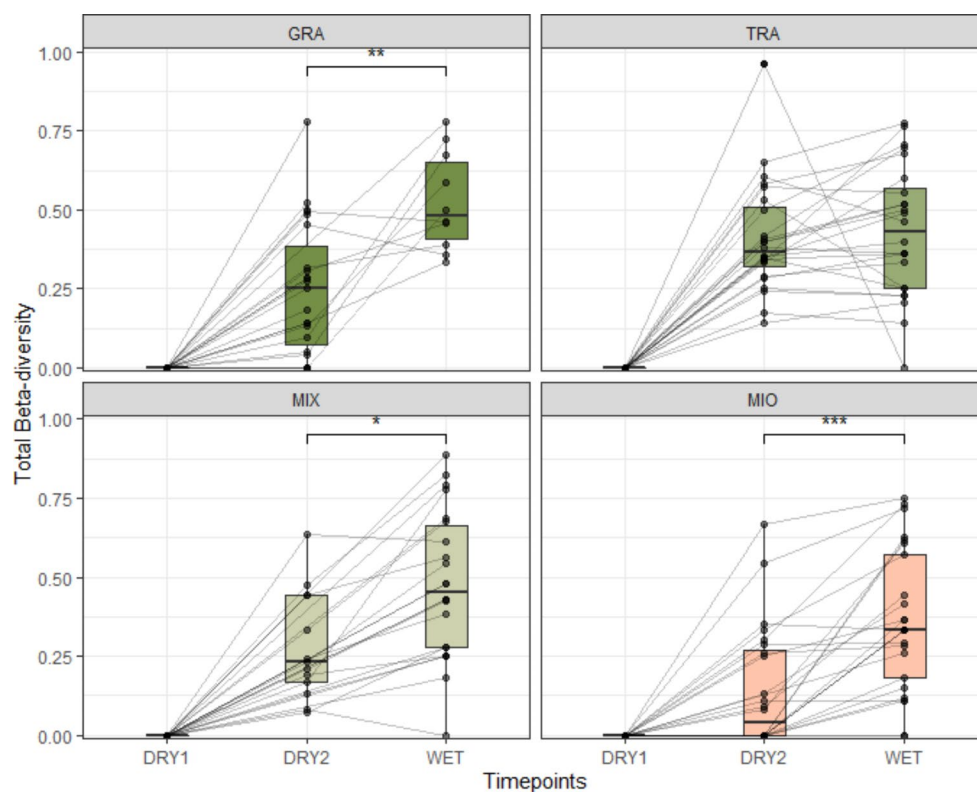 GRA
TRA
1.00
**
0.75
0.50
0.25
0.00
MIX
MIO
1.00
*
***
0.75
0.50
0.25
0.00
Total Beta-diversity
DRY1 DRY2 WET DRY1 DRY2 WET
Timepoints